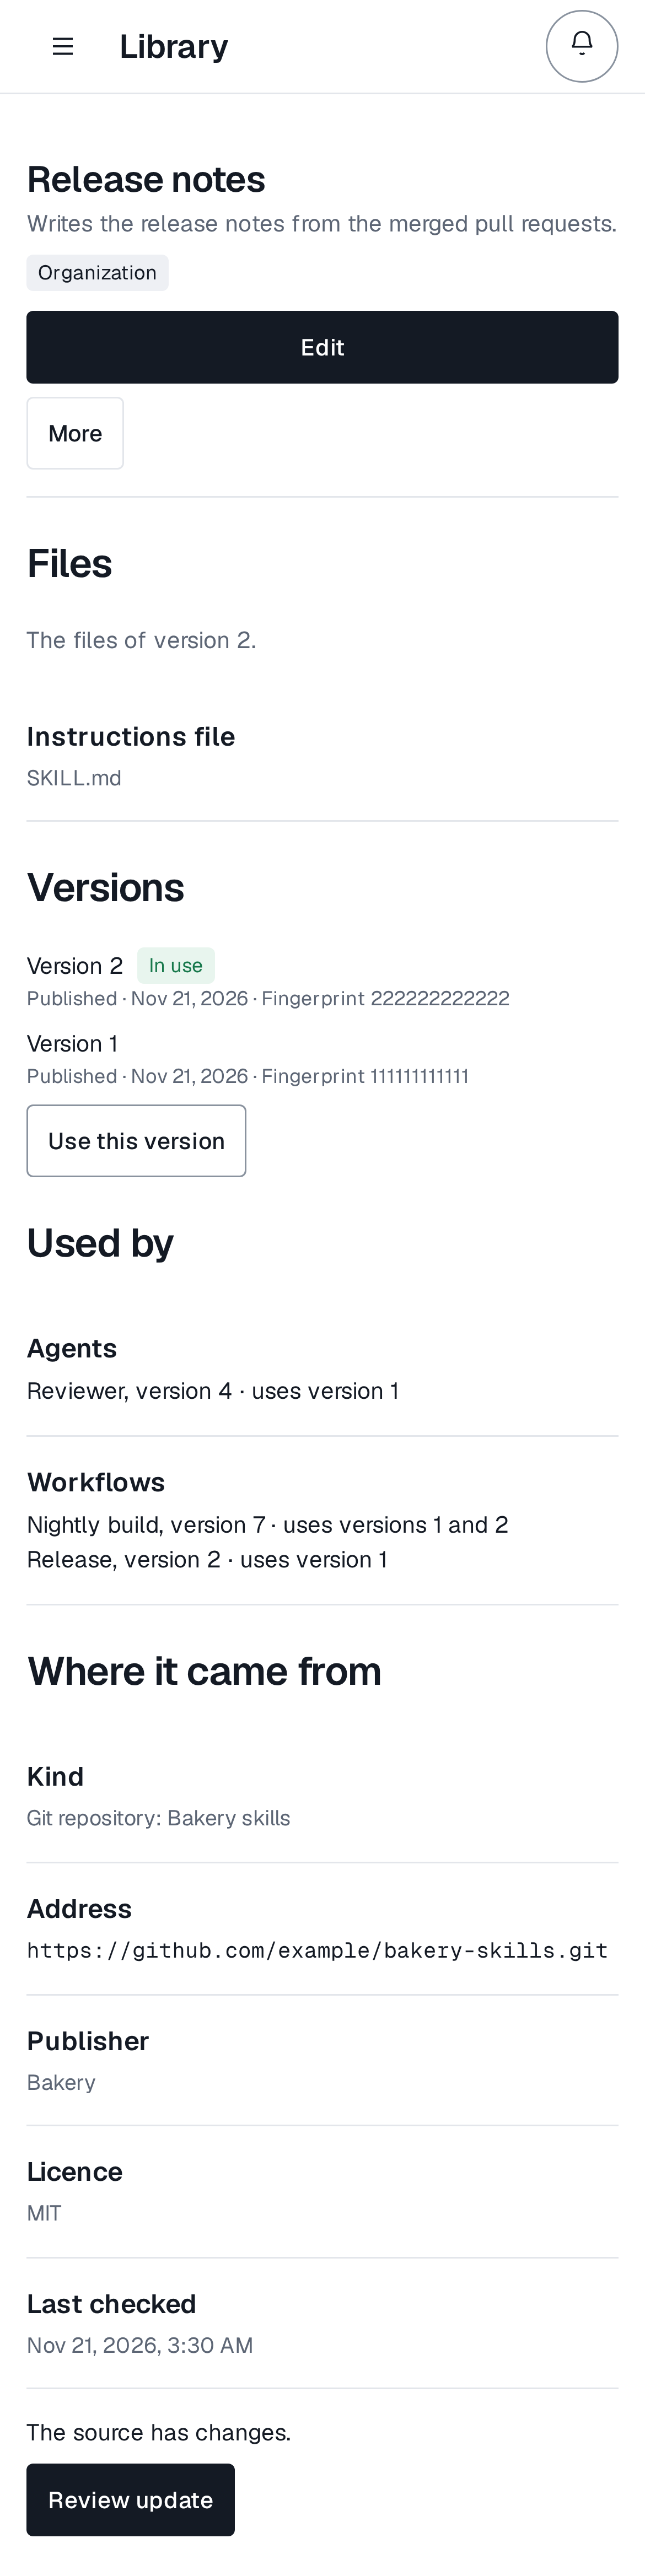 Library
Release notes
Writes the release notes from the merged pull requests.
Organization
Edit
More
Files
The files of version 2.
Instructions file
SKILL.md
Versions
Version 2 In use
Published · Nov 21, 2026 · Fingerprint 222222222222
Version 1
Published · Nov 21, 2026 · Fingerprint 111111111111
Use this version
Used by
Agents
Reviewer, version 4 · uses version 1
Workflows
Nightly build, version 7 · uses versions 1 and 2
Release, version 2 · uses version 1
Where it came from
Kind
Git repository: Bakery skills
Address
https://github.com/example/bakery-skills.git
Publisher
Bakery
Licence
MIT
Last checked
Nov 21, 2026, 3:30 AM
The source has changes.
Review update